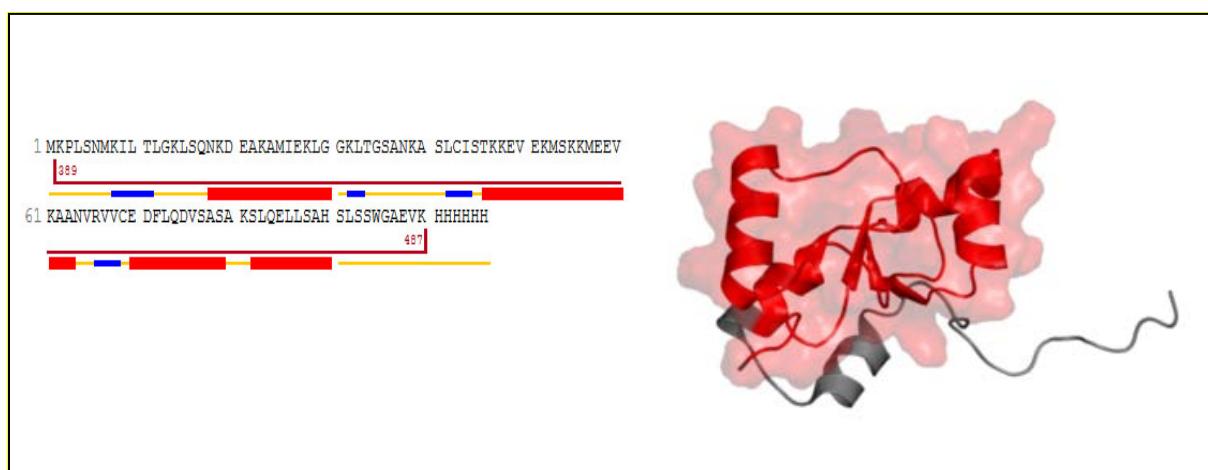 1 MKPLSNMKIL TLGKLSQNKD EAKAMIEKLG GKLTGSANKA SLCISTKKEV EKMSKKMEEV
389
61 KAANVRVVCE DFLQDVSASA KSLQELLSAH SLSSWGAEVK HHHHHH
487